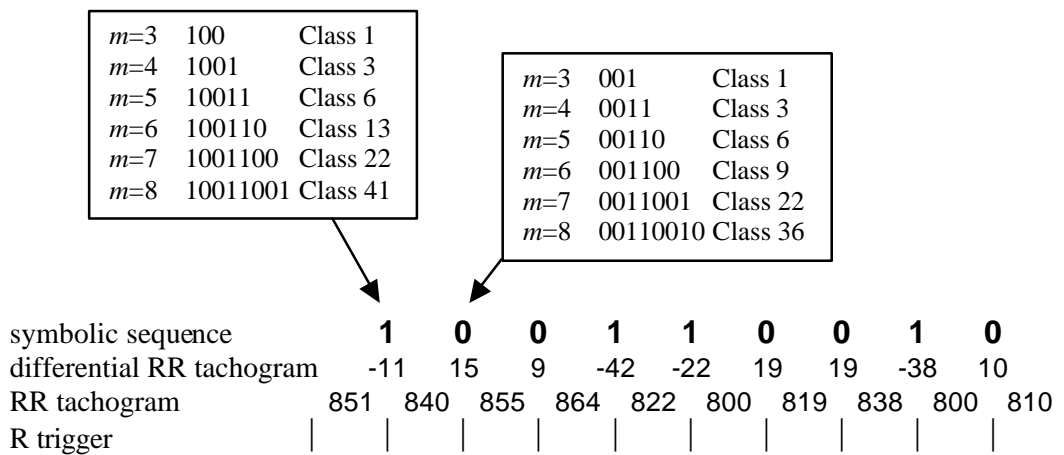 m=3 100 Class 1
m=4 1001 Class 3
m=5 10011 Class 6
m=6 100110 Class 13
m=7 1001100 Class 22
m=8 10011001 Class 41
m=3 001 Class 1
m=4 0011 Class 3
m=5 00110 Class 6
m=6 001100 Class 9
m=7 0011001 Class 22
m=8 00110010 Class 36
symbolic sequence 1 0 0 1 1 0 0 1 0
differential RR tachogram -11 15 9 -42 -22 19 19 -38 10
RR tachogram 851 840 855 864 822 800 819 838 800 810
R trigger